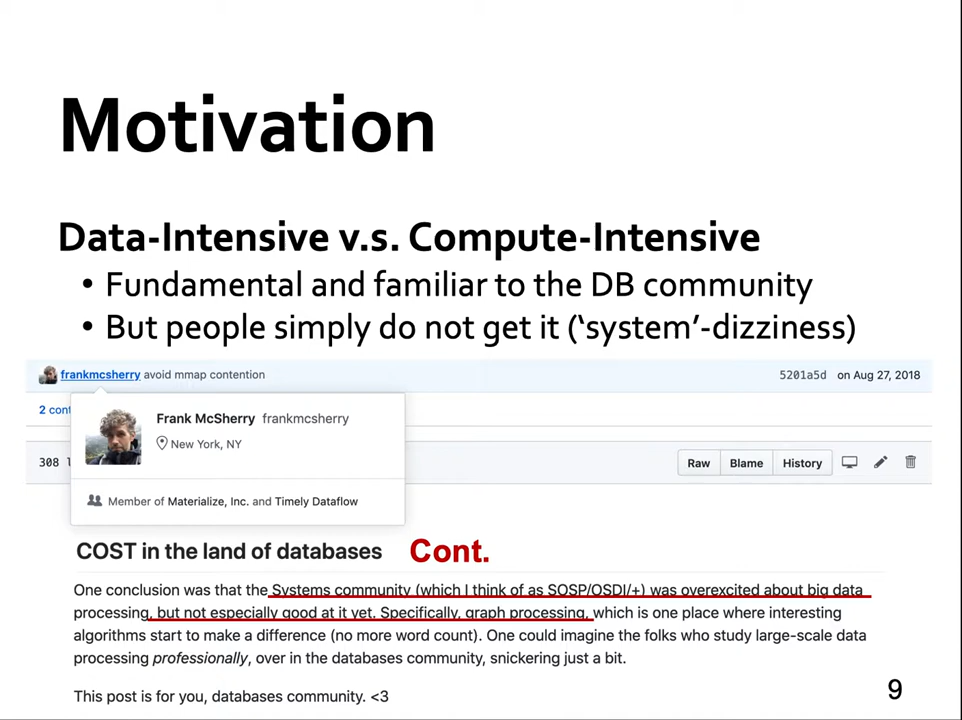 Motivation
Data-Intensive v.s. Compute-Intensive
• Fundamental and familiar to the DB community
• But people simply do not get it (‘system’-dizziness)
frankmcsherry avoid mmap contention 5201a5d on Aug 27, 2018
2 cont
Frank McSherry frankmcsherry
New York, NY
308
Raw Blame History
Member of Materialize, Inc. and Timely Dataflow
COST in the land of databases Cont.
One conclusion was that the Systems community (which I think of as SOSP/OSDI/+) was overexcited about big data
processing, but not especially good at it yet. Specifically, graph processing, which is one place where interesting
algorithms start to make a difference (no more word count). One could imagine the folks who study large-scale data
processing professionally, over in the databases community, snickering just a bit.
This post is for you, databases community. <3
9